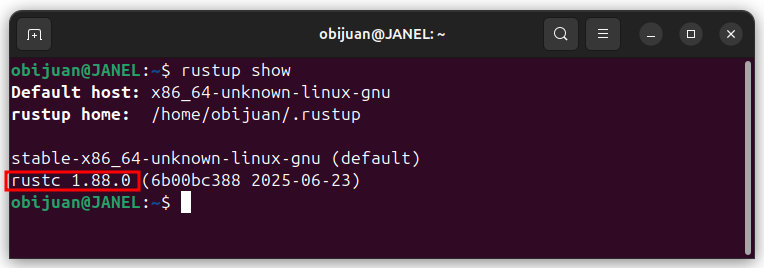 obijuan@JANEL: ~
obijuan@JANEL:~$ rustup show
Default host: x86_64-unknown-linux-gnu
rustup home:  /home/obijuan/.rustup
stable-x86_64-unknown-linux-gnu (default)
rustc 1.88.0 (6b00bc388 2025-06-23)
obijuan@JANEL:~$